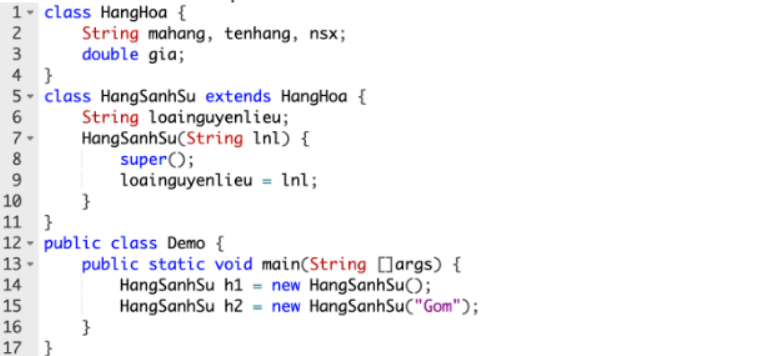 1 class HangHoa {
2 String mahang, tenhang, nsx;
3 double gia;
4 }
5 class HangSanhSu extends HangHoa {
6 String loainguyenlieu;
7 HangSanhSu(String lnl) {
8 super();
9 loainguyenlieu = lnl;
10 }
11 }
12 public class Demo {
13 public static void main(String []args) {
14 HangSanhSu h1 = new HangSanhSu();
15 HangSanhSu h2 = new HangSanhSu("Gom");
16 }
17 }